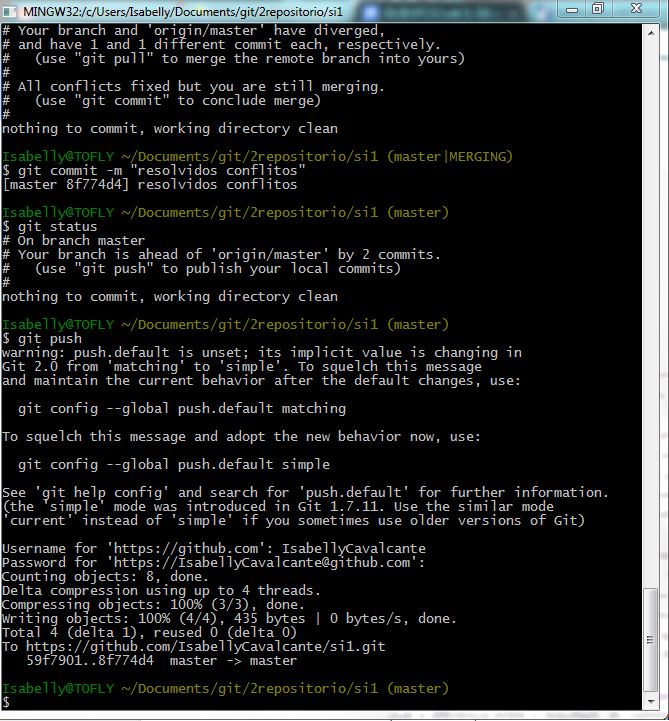 MINGW32:/c/Users/Isabelly/Documents/git/2repositorio/si1
# Your branch and 'origin/master' have diverged,
# and have 1 and 1 different commit each, respectively.
#   (use "git pull" to merge the remote branch into yours)
#
# All conflicts fixed but you are still merging.
#   (use "git commit" to conclude merge)
#
nothing to commit, working directory clean
Isabelly@TOFLY ~/Documents/git/2repositorio/si1 (master|MERGING)
$ git commit -m "resolvidos conflitos"
[master 8f774d4] resolvidos conflitos
Isabelly@TOFLY ~/Documents/git/2repositorio/si1 (master)
$ git status
# On branch master
# Your branch is ahead of 'origin/master' by 2 commits.
#   (use "git push" to publish your local commits)
#
nothing to commit, working directory clean
Isabelly@TOFLY ~/Documents/git/2repositorio/si1 (master)
$ git push
warning: push.default is unset; its implicit value is changing in
Git 2.0 from 'matching' to 'simple'. To squelch this message
and maintain the current behavior after the default changes, use:
  git config --global push.default matching
To squelch this message and adopt the new behavior now, use:
  git config --global push.default simple
See 'git help config' and search for 'push.default' for further information.
(the 'simple' mode was introduced in Git 1.7.11. Use the similar mode
'current' instead of 'simple' if you sometimes use older versions of Git)
Username for 'https://github.com': IsabellyCavalcante
Password for 'https://IsabellyCavalcante@github.com':
Counting objects: 8, done.
Delta compression using up to 4 threads.
Compressing objects: 100% (3/3), done.
Writing objects: 100% (4/4), 435 bytes | 0 bytes/s, done.
Total 4 (delta 1), reused 0 (delta 0)
To https://github.com/IsabellyCavalcante/si1.git
   59f7901..8f774d4  master -> master
Isabelly@TOFLY ~/Documents/git/2repositorio/si1 (master)
$